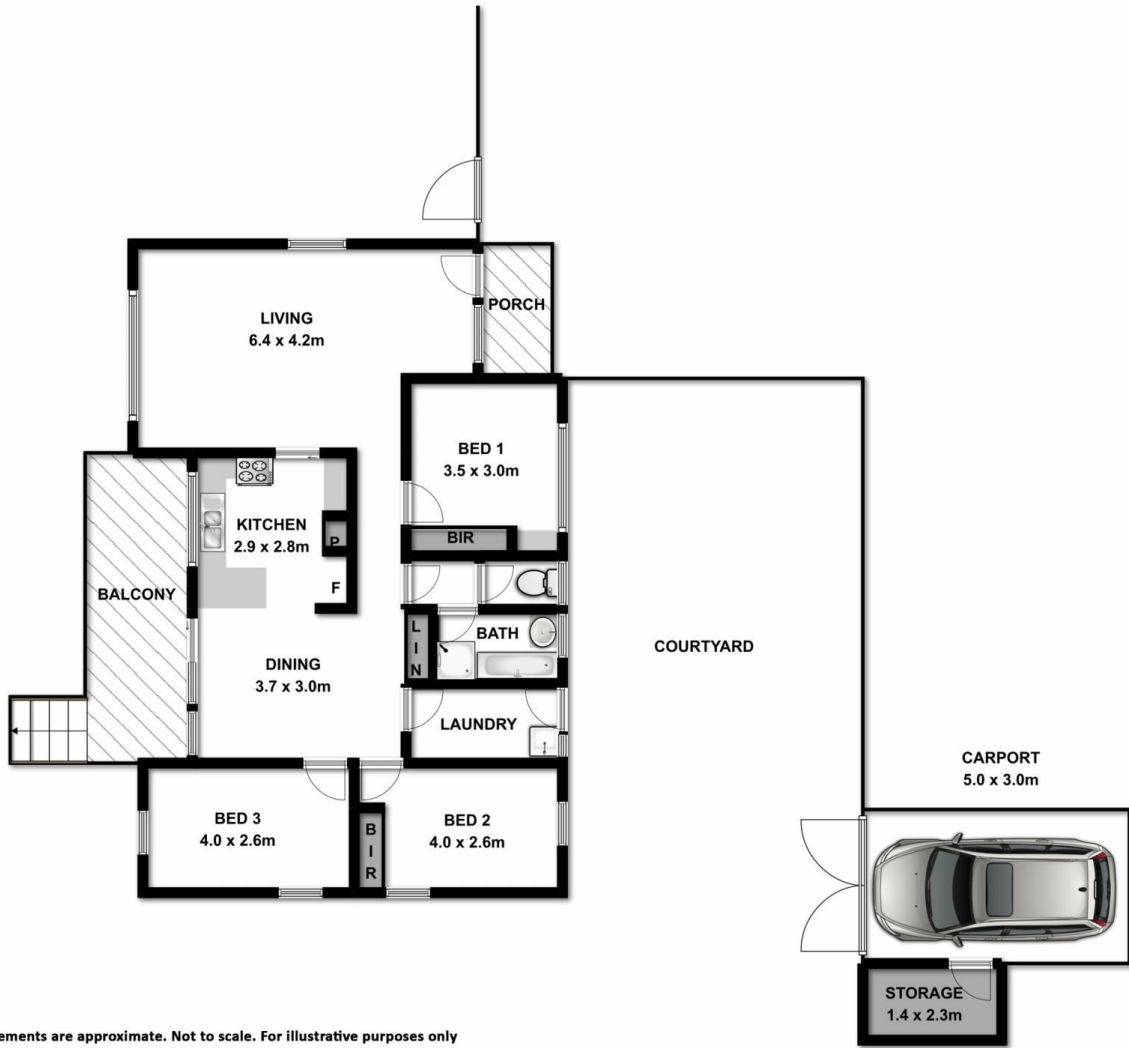 LIVING
6.4 x 4.2m
PORCH
BED 1
3.5 x 3.0m
BIR
KITCHEN
2.9 x 2.8m
P
F
BALCONY
BATH
LIN
DINING
3.7 x 3.0m
LAUNDRY
COURTYARD
CARPORT
5.0 x 3.0m
BED 3
4.0 x 2.6m
BIR
BED 2
4.0 x 2.6m
STORAGE
1.4 x 2.3m
are approximate. Not to scale. For illustrative purposes only